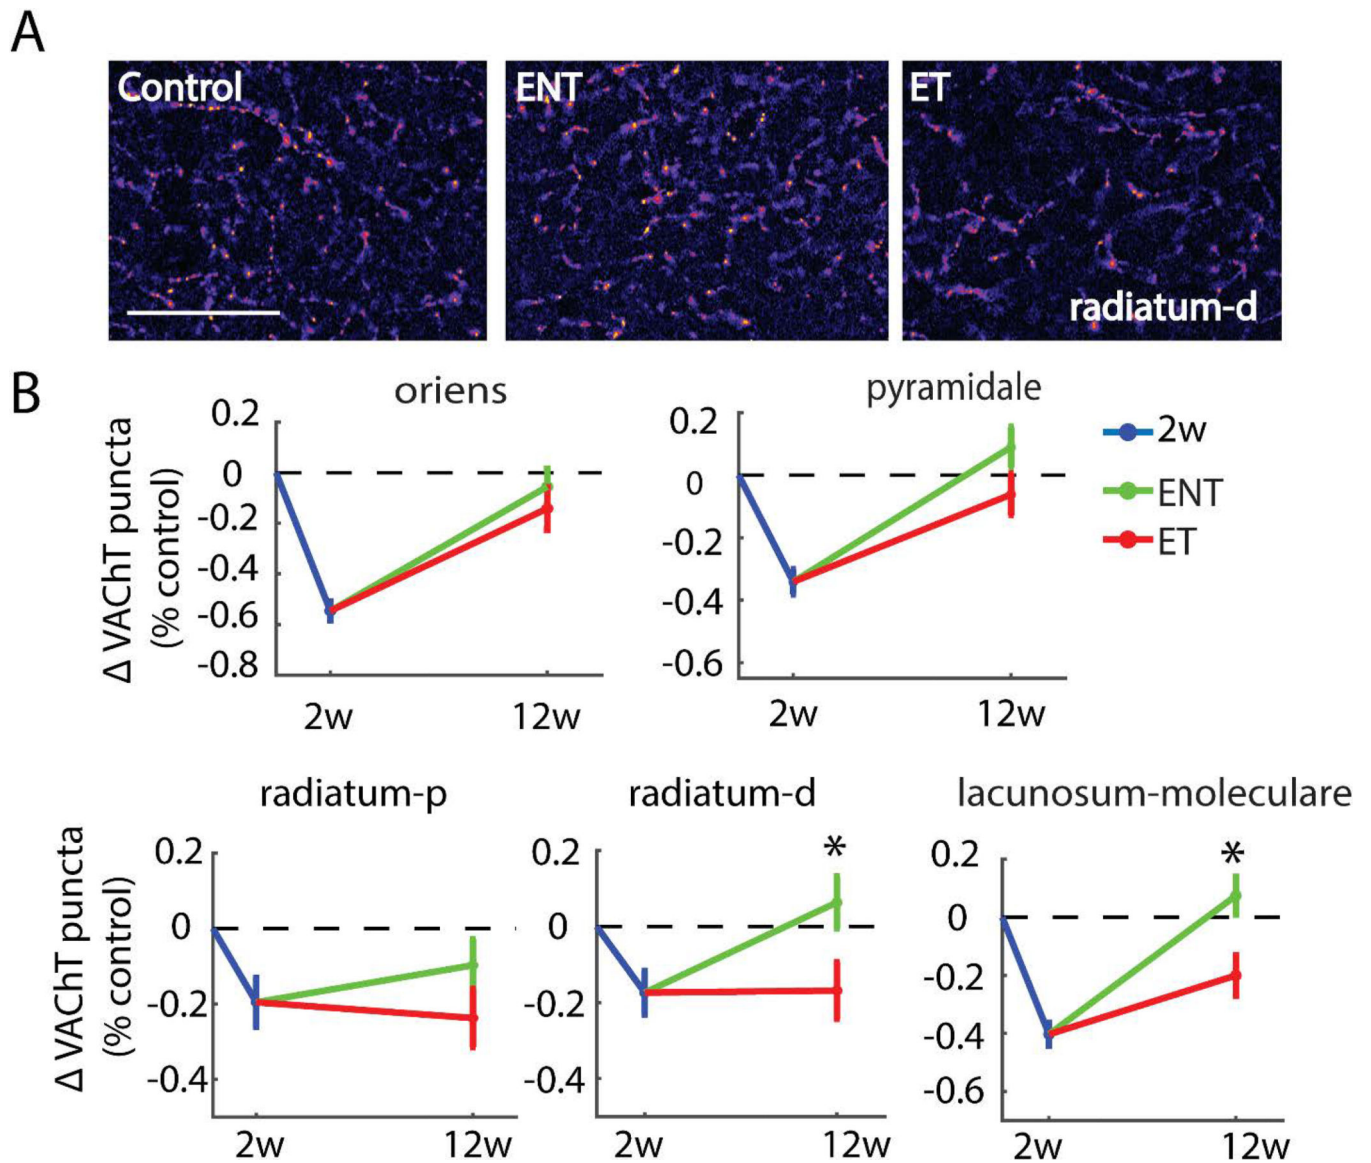 A
Control
ENT
ET
radiatum-d
B
oriens
pyramidale
Δ VAChT puncta
(% control)
0.2
0
-0.2
-0.4
-0.6
-0.8
2w
12w
0.2
0
-0.2
-0.4
-0.6
2w
12w
2w
ENT
ET
radiatum-p
radiatum-d
lacunosum-moleculare
Δ VAChT puncta
(% control)
0.2
0
-0.2
-0.4
2w
12w
0.2
0
-0.2
-0.4
*
2w
12w
0.2
0
-0.2
-0.4
-0.6
*
2w
12w